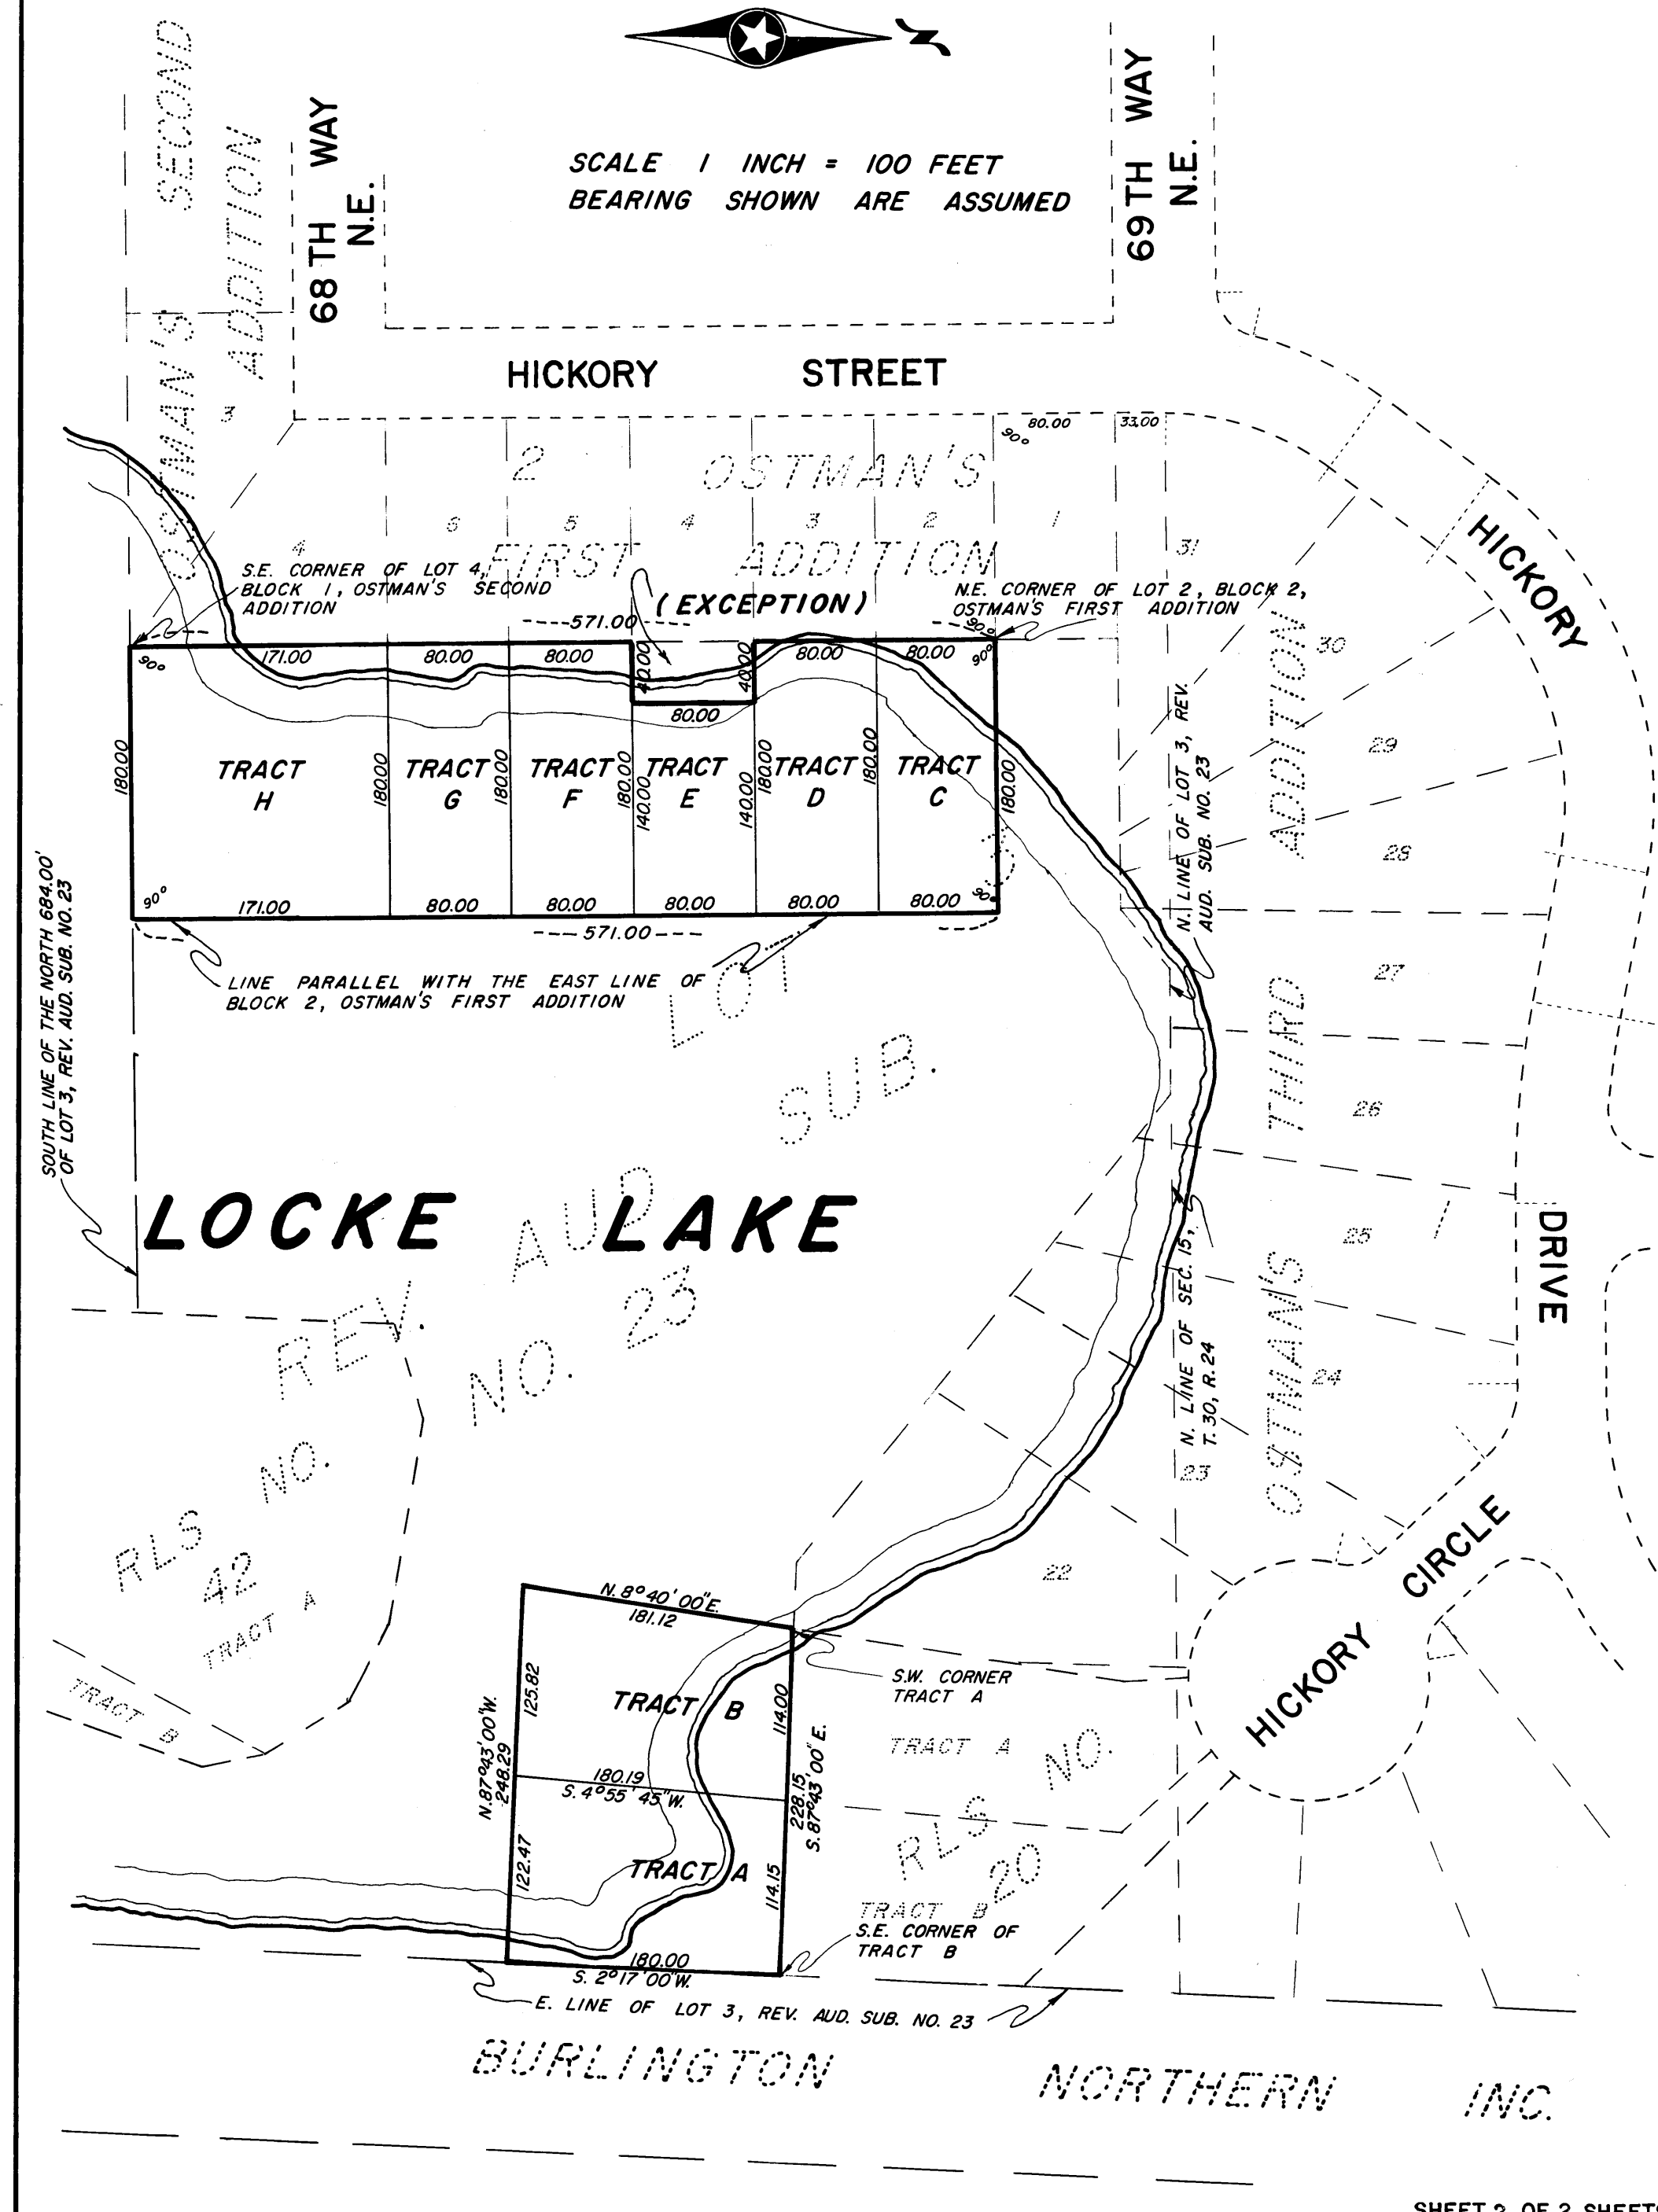 N
SCALE 1 INCH = 100 FEET
BEARING SHOWN ARE ASSUMED
OSTMAN'S SECOND
ADDITION
68 TH WAY
N.E.
69 TH WAY
N.E.
HICKORY STREET
3
80.00
33.00
90°
2
OSTMAN'S
4
6
5
4
3
2
1
31
FIRST ADDITION
S.E. CORNER OF LOT 4,
BLOCK 1, OSTMAN'S SECOND
ADDITION
(EXCEPTION)
571.00
N.E. CORNER OF LOT 2, BLOCK 2,
OSTMAN'S FIRST ADDITION
90°
90°
171.00
80.00
80.00
40.00
40.00
80.00
80.00
90°
80.00
180.00
TRACT
H
180.00
TRACT
G
180.00
TRACT
F
180.00
140.00
TRACT
E
140.00
180.00
TRACT
D
180.00
TRACT
C
180.00
90°
171.00
80.00
80.00
80.00
80.00
80.00
90°
571.00
LINE PARALLEL WITH THE EAST LINE OF
BLOCK 2, OSTMAN'S FIRST ADDITION
SOUTH LINE OF THE NORTH 684.00'
OF LOT 3, REV. AUD. SUB. NO. 23
N. LINE OF LOT 3, REV.
AUD. SUB. NO. 23
HICKORY
DRIVE
30
29
28
27
26
25
24
23
22
OSTMAN'S THIRD ADDITION
LOT 3
SUB.
LOCKE LAKE
REV. AUD
NO. 23
N. LINE OF SEC. 15,
T. 30, R. 24
RLS NO.
42
TRACT A
TRACT B
HICKORY CIRCLE
N. 8° 40' 00" E.
181.12
125.82
TRACT B
114.00
S.W. CORNER
TRACT A
TRACT A
N. 87° 43' 00" W.
248.29
180.19
S. 4° 55' 45" W.
228.15
S. 87° 43' 00" E.
RLS NO.
20
122.47
TRACT A
114.15
TRACT B
S.E. CORNER OF
TRACT B
180.00
S. 2° 17' 00" W.
E. LINE OF LOT 3, REV. AUD. SUB. NO. 23
BURLINGTON NORTHERN INC.
SHEET 2 OF 2 SHEETS